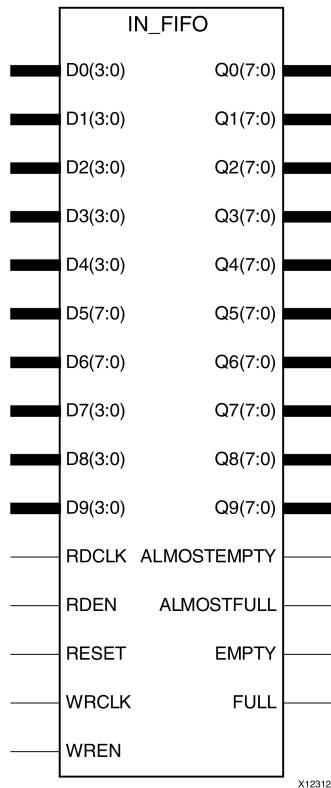 IN_FIFO
D0(3:0) Q0(7:0)
D1(3:0) Q1(7:0)
D2(3:0) Q2(7:0)
D3(3:0) Q3(7:0)
D4(3:0) Q4(7:0)
D5(7:0) Q5(7:0)
D6(7:0) Q6(7:0)
D7(3:0) Q7(7:0)
D8(3:0) Q8(7:0)
D9(3:0) Q9(7:0)
RDCLK ALMOSTEMPTY
RDEN ALMOSTFULL
RESET EMPTY
WRCLK FULL
WREN
X12312